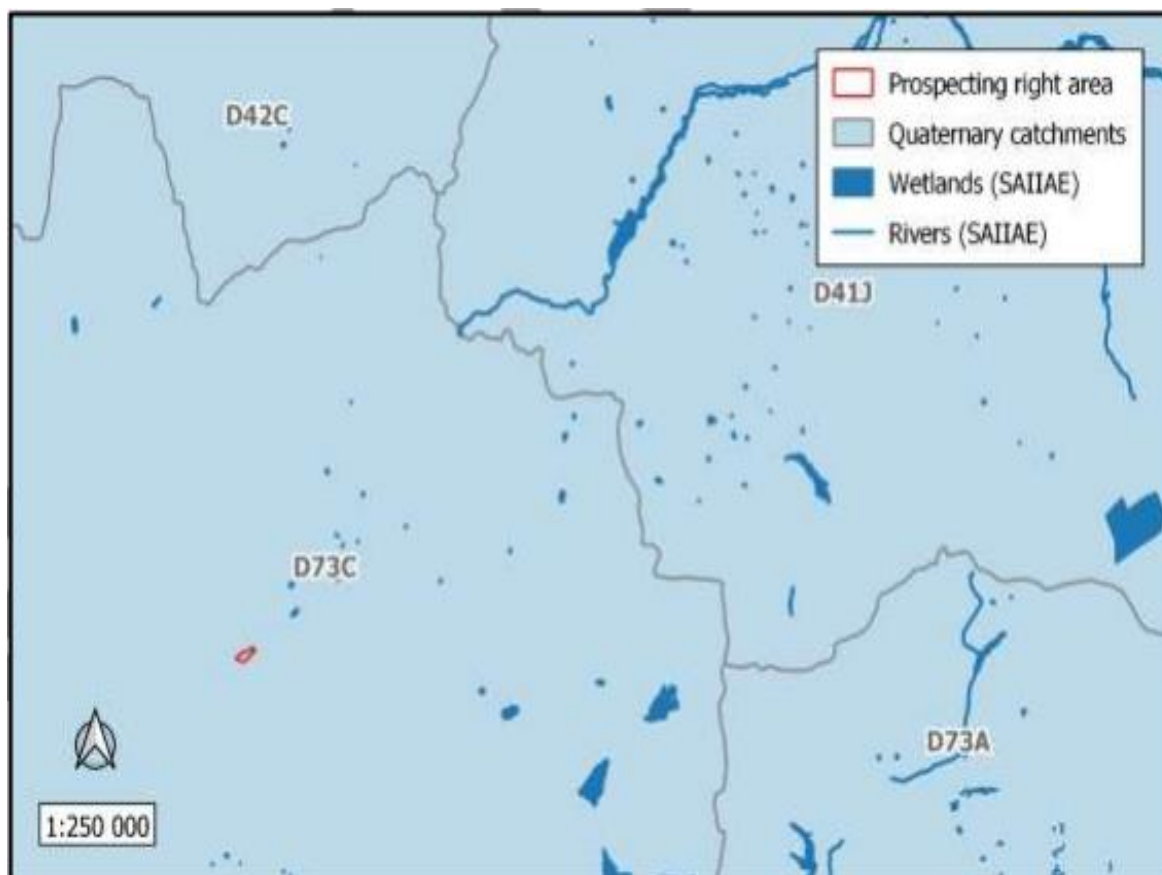 D42C
Prospecting right area
Quaternary catchments
Wetlands (SAIIAE)
Rivers (SAIIAE)
D41J
D73C
D73A
1:250 000